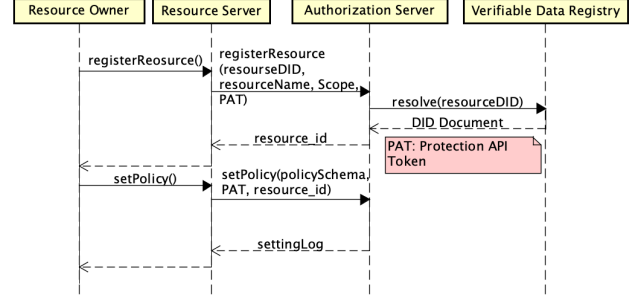 Resource Owner
Resource Server
Authorization Server
Verifiable Data Registry
registerReosurce()
registerResource
(resourseDID,
resourceName, Scope,
PAT)
resolve(resourceDID)
DID Document
resource_id
PAT: Protection API
Token
setPolicy()
setPolicy(policySchema,
PAT, resource_id)
settingLog